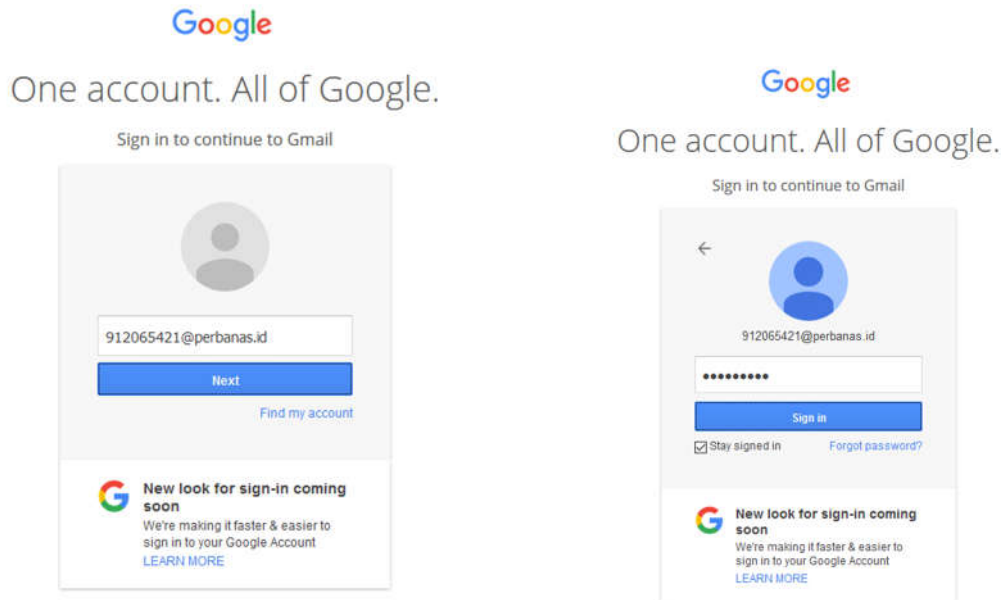 Google
One account. All of Google.
Sign in to continue to Gmail
912065421@perbanas.id
Next
Find my account
New look for sign-in coming
soon
We're making it faster & easier to
sign in to your Google Account
LEARN MORE
Google
One account. All of Google.
Sign in to continue to Gmail
912065421@perbanas.id
•••••••••
Sign in
Stay signed in
Forgot password?
New look for sign-in coming
soon
We're making it faster & easier to
sign in to your Google Account
LEARN MORE